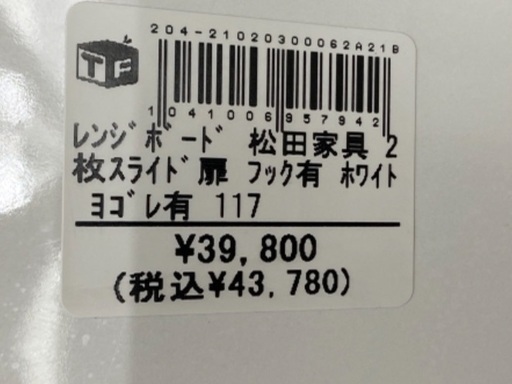 204-21020300062A21B
TF
1041006957942
レンジボード 松田家具 2
枚スライド扉 フック有 ホワイト
ヨゴレ有 117
¥39,800
(税込¥43,780)